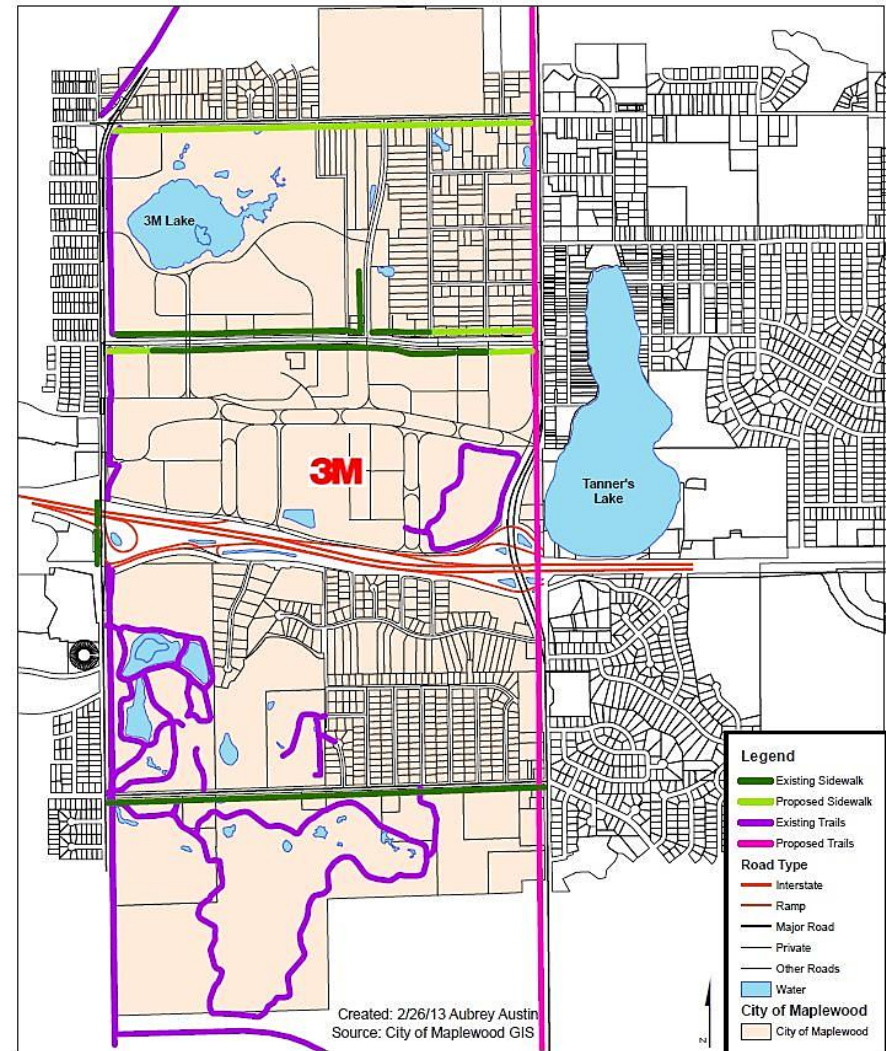 3M Lake
3M
Tanner's
Lake
Legend
Existing Sidewalk
Proposed Sidewalk
Existing Trails
Proposed Trails
Road Type
Interstate
Ramp
Major Road
Private
Other Roads
Water
City of Maplewood
City of Maplewood
Created: 2/26/13 Aubrey Austin
Source: City of Maplewood GIS
z